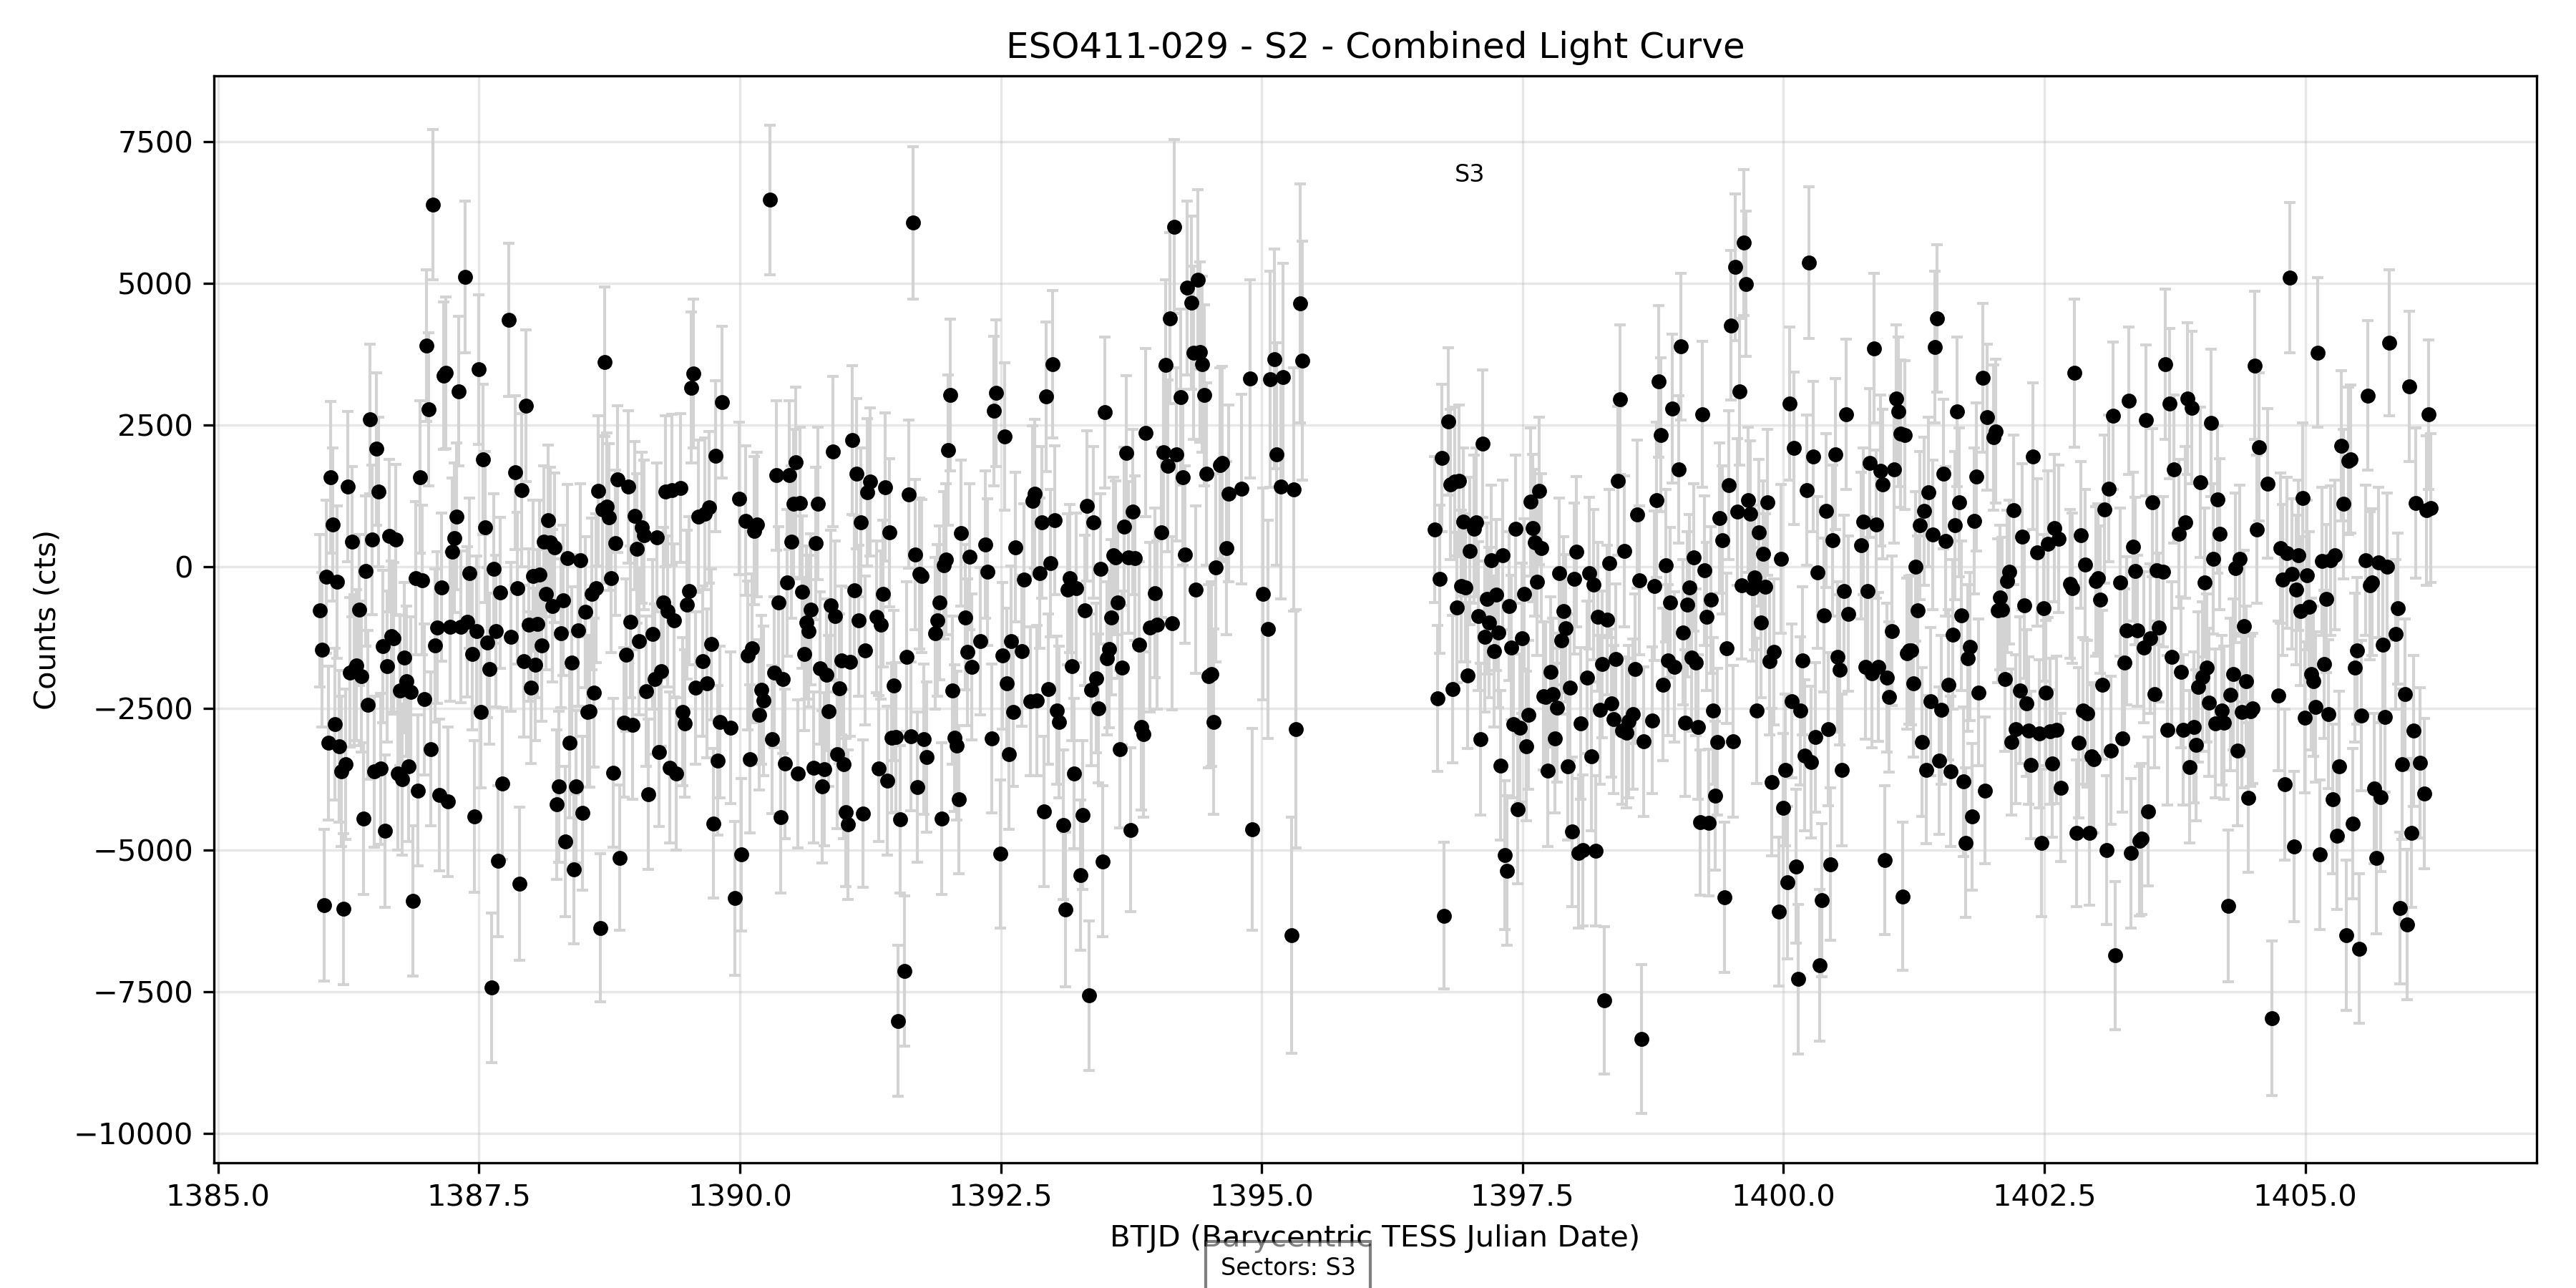 ESO411-029 - S2 - Combined Light Curve
7500
5000
2500
0
−2500
−5000
−7500
−10000
Counts (cts)
S3
1385.0 1387.5 1390.0 1392.5 1395.0 1397.5 1400.0 1402.5 1405.0
BTJD (Barycentric TESS Julian Date)
Sectors: S3